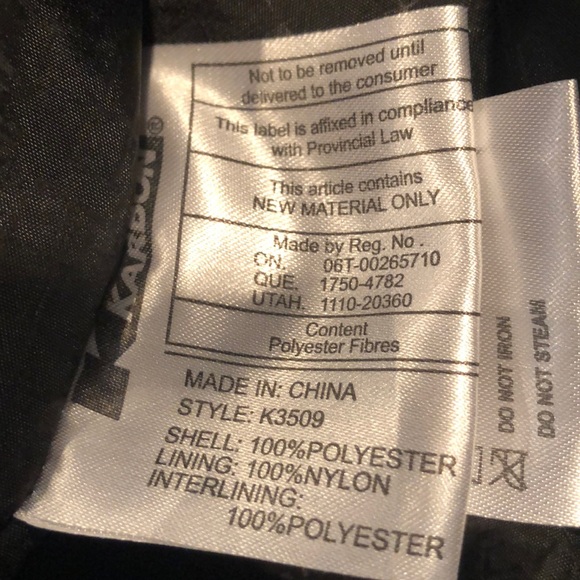 Not to be removed until
delivered to the consumer
This label is affixed in compliance
with Provincial Law
This article contains
NEW MATERIAL ONLY
Made by Reg. No .
ON. 06T-00265710
QUE. 1750-4782
UTAH. 1110-20360
Content
Polyester Fibres
MADE IN: CHINA
STYLE: K3509
SHELL: 100%POLYESTER
LINING: 100%NYLON
INTERLINING:
100%POLYESTER
KARBON®
DO NOT IRON
DO NOT STEAM